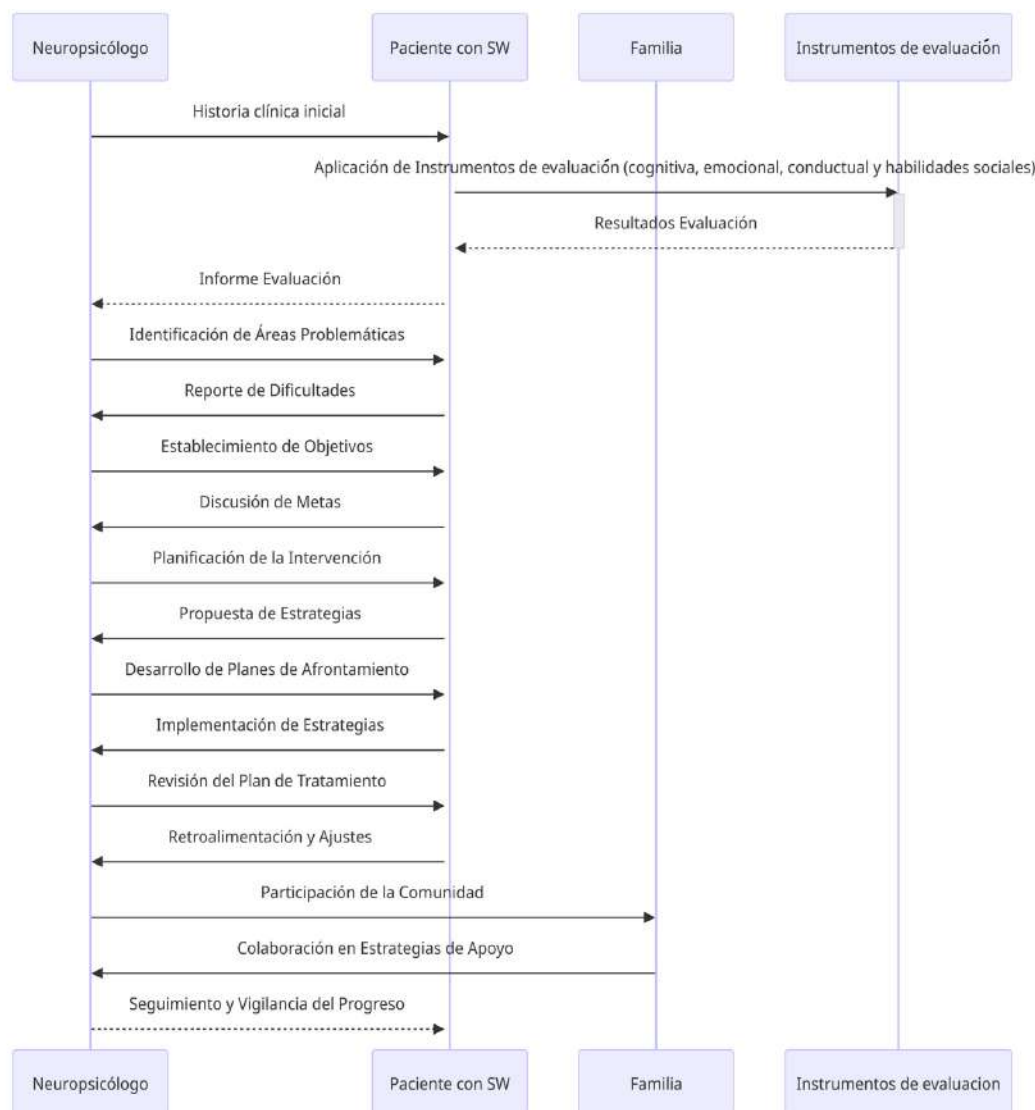 Neuropsicólogo
Paciente con SW
Familia
Instrumentos de evaluación
Historia clínica inicial
Aplicación de Instrumentos de evaluación (cognitiva, emocional, conductual y habilidades sociales)
Resultados Evaluación
Informe Evaluación
Identificación de Áreas Problemáticas
Reporte de Dificultades
Establecimiento de Objetivos
Discusión de Metas
Planificación de la Intervención
Propuesta de Estrategias
Desarrollo de Planes de Afrontamiento
Implementación de Estrategias
Revisión del Plan de Tratamiento
Retroalimentación y Ajustes
Participación de la Comunidad
Colaboración en Estrategias de Apoyo
Seguimiento y Vigilancia del Progreso
Neuropsicólogo
Paciente con SW
Familia
Instrumentos de evaluacion